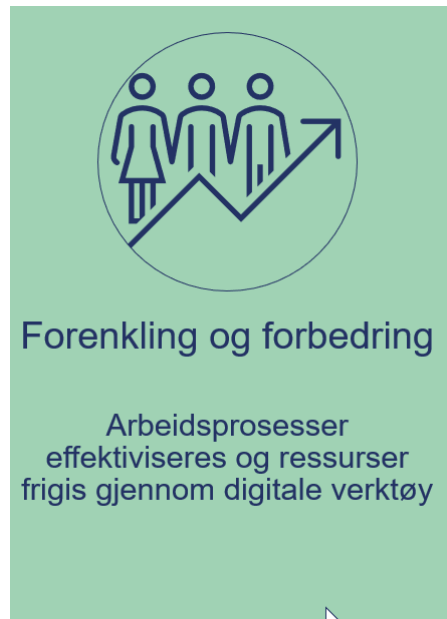 Forenkling og forbedring
Arbeidsprosesser
effektiviseres og ressurser
frigis gjennom digitale verktøy